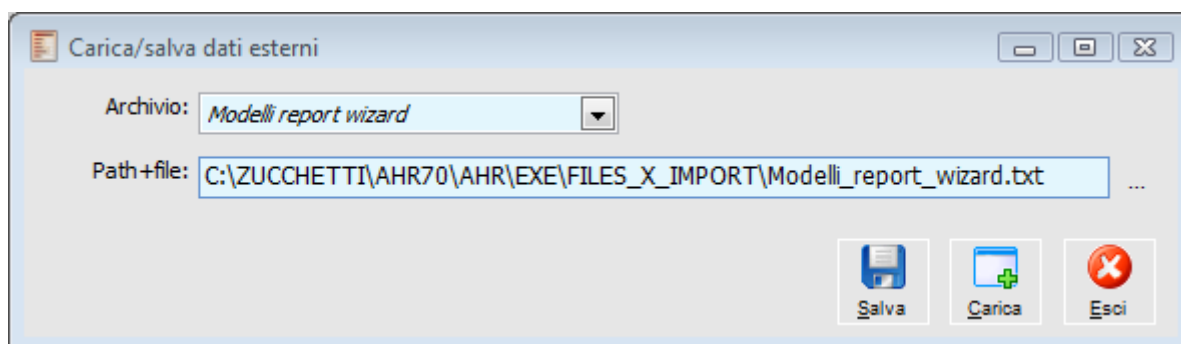 Carica/salva dati esterni
Archivio: Modelli report wizard
Path+file: C:\ZUCCHETTI\AHR70\AHR\EXE\FILES_X_IMPORT\Modelli_report_wizard.txt ...
Salva Carica Esci